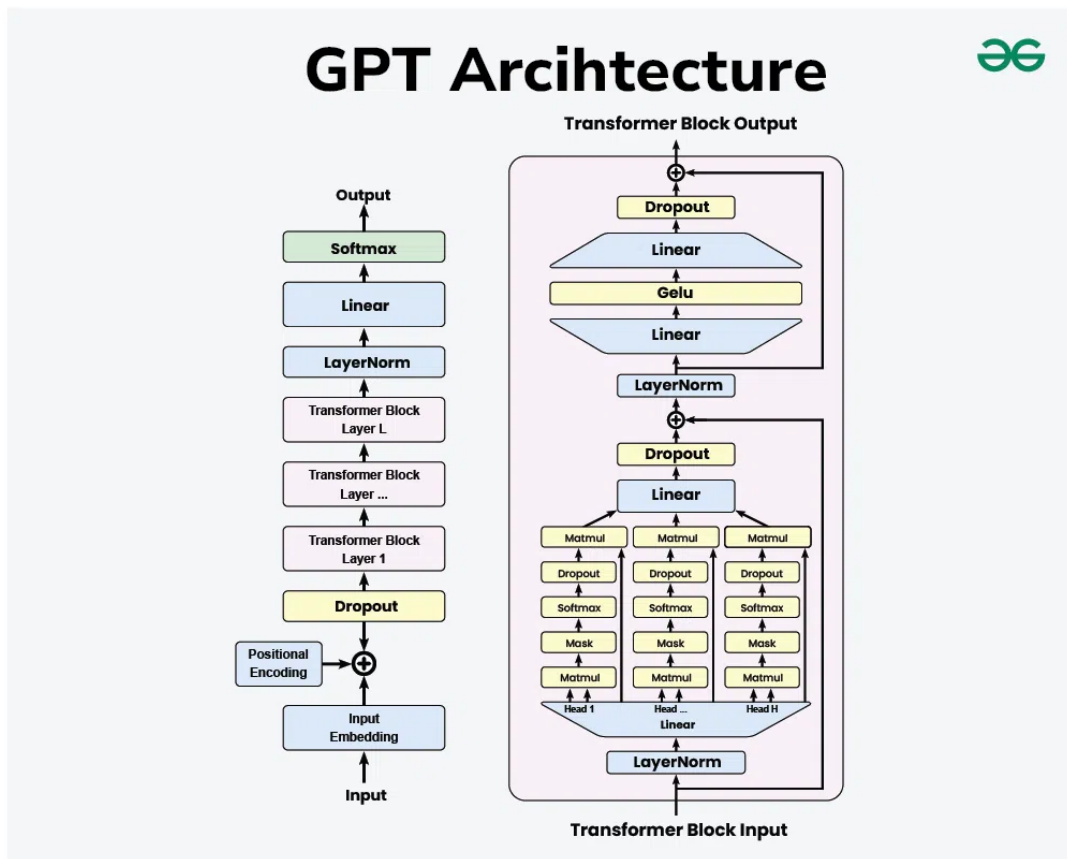 GPT Arcihtecture
Output
Softmax
Linear
LayerNorm
Transformer Block
Layer L
Transformer Block
Layer ...
Transformer Block
Layer 1
Dropout
Positional
Encoding
Input
Embedding
Input
Transformer Block Output
Dropout
Linear
Gelu
Linear
LayerNorm
Dropout
Linear
Matmul Matmul Matmul
Dropout Dropout Dropout
Softmax Softmax Softmax
Mask Mask Mask
Matmul Matmul Matmul
Head 1 Head ... Head H
Linear
LayerNorm
Transformer Block Input